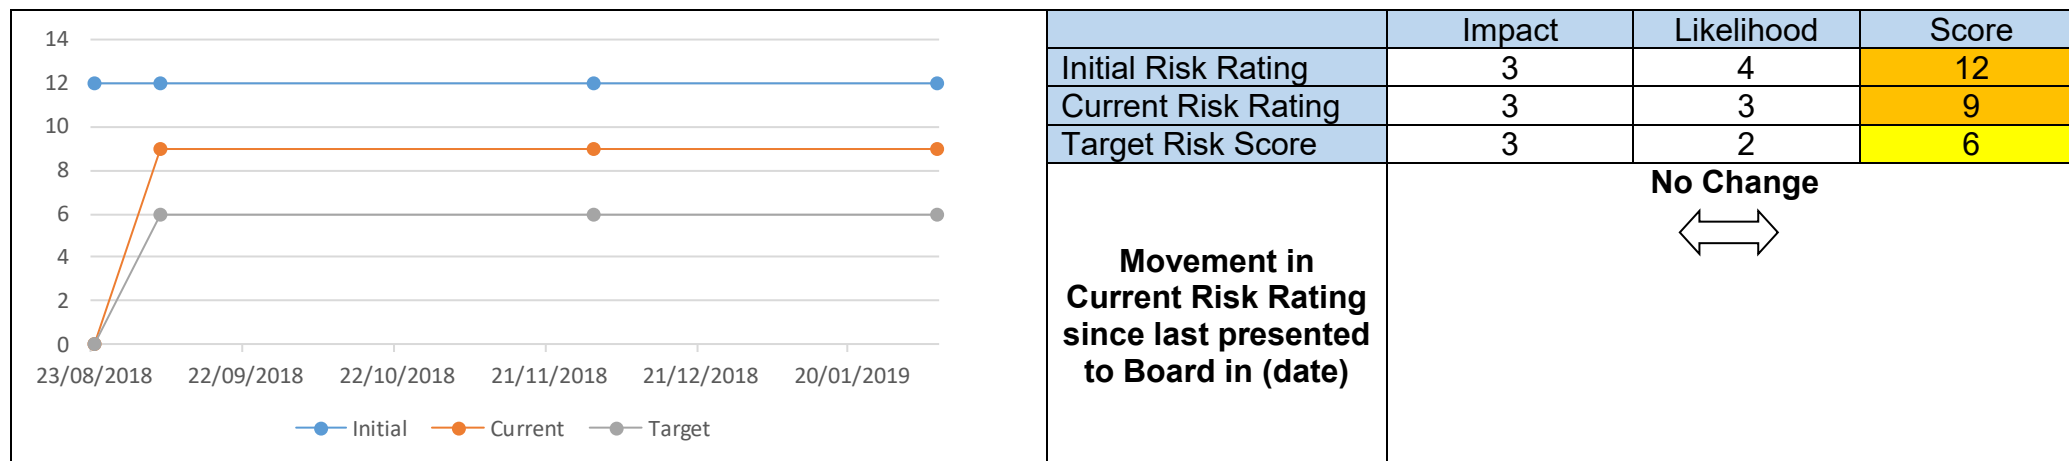 14
12
10
8
6
4
2
0
23/08/2018 22/09/2018 22/10/2018 21/11/2018 21/12/2018 20/01/2019
Initial Current Target
Impact Likelihood Score
Initial Risk Rating 3 4 12
Current Risk Rating 3 3 9
Target Risk Score 3 2 6
Movement in
Current Risk Rating
since last presented
to Board in (date)
No Change